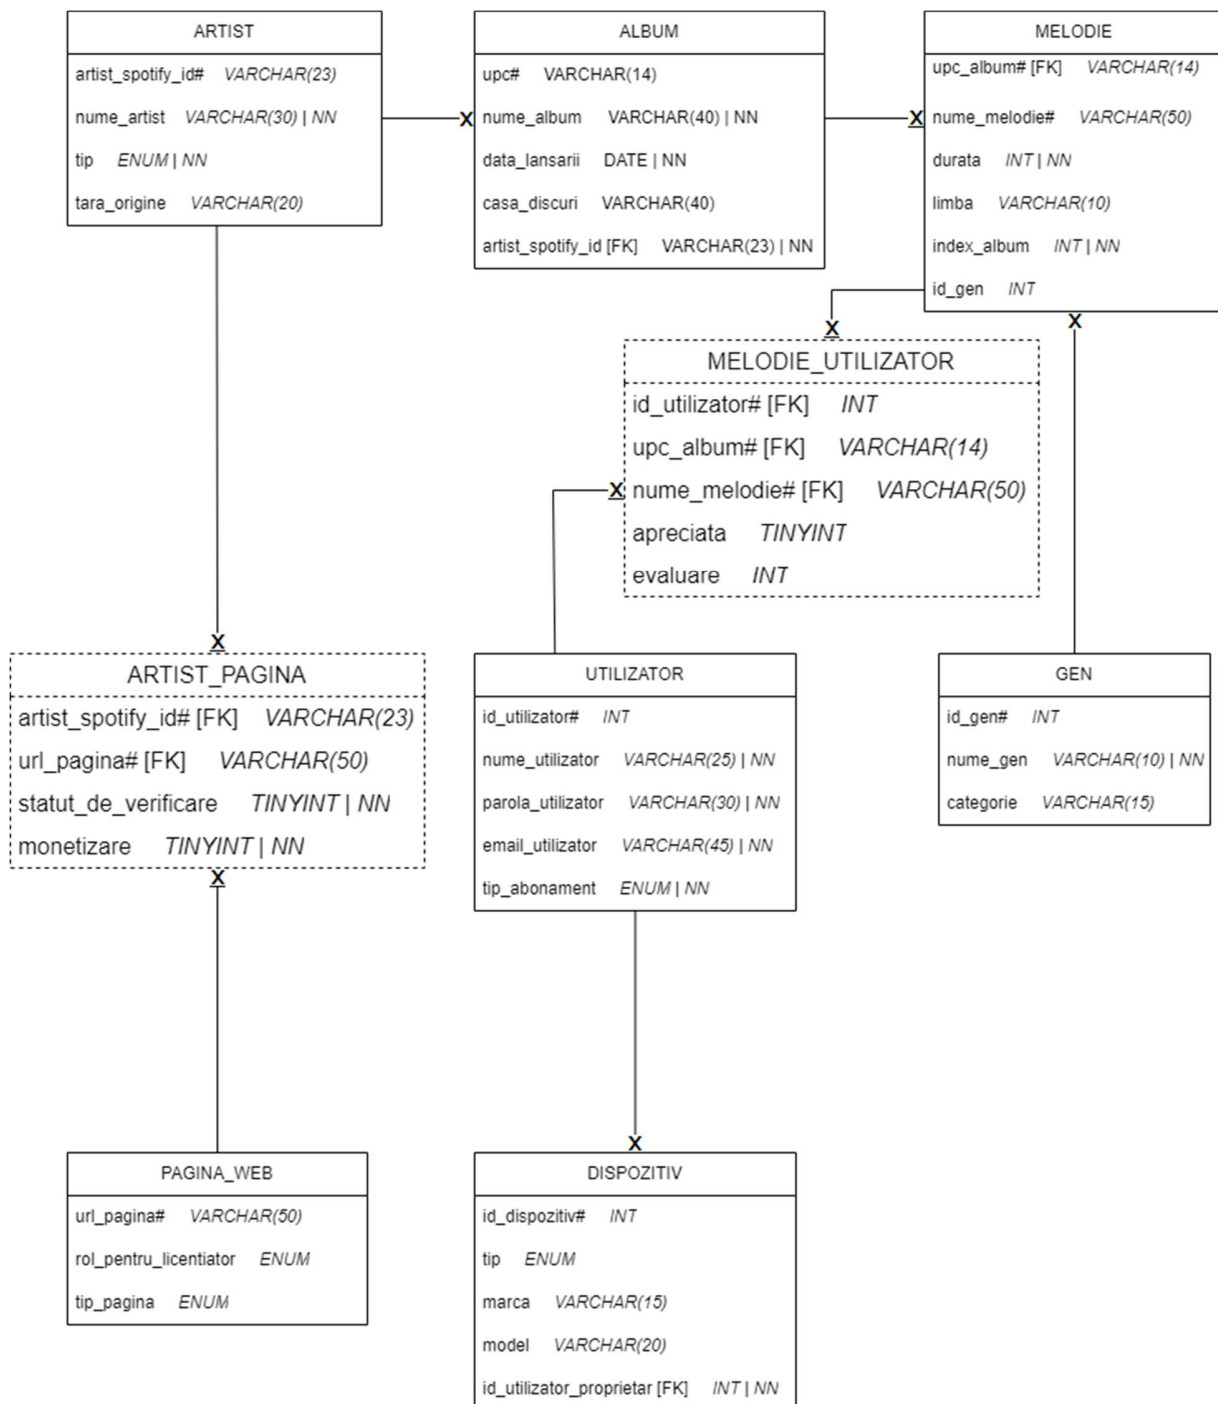 ARTIST
artist_spotify_id# VARCHAR(23)
nume_artist VARCHAR(30) | NN
tip ENUM | NN
tara_origine VARCHAR(20)
X
ALBUM
upc# VARCHAR(14)
nume_album VARCHAR(40) | NN
data_lansarii DATE | NN
casa_discuri VARCHAR(40)
artist_spotify_id [FK] VARCHAR(23) | NN
X
MELODIE
upc_album# [FK] VARCHAR(14)
nume_melodie# VARCHAR(50)
durata INT | NN
limba VARCHAR(10)
index_album INT | NN
id_gen INT
X
X
MELODIE_UTILIZATOR
id_utilizator# [FK] INT
upc_album# [FK] VARCHAR(14)
X
nume_melodie# [FK] VARCHAR(50)
apreciata TINYINT
evaluare INT
X
ARTIST_PAGINA
artist_spotify_id# [FK] VARCHAR(23)
url_pagina# [FK] VARCHAR(50)
statut_de_verificare TINYINT | NN
monetizare TINYINT | NN
X
UTILIZATOR
id_utilizator# INT
nume_utilizator VARCHAR(25) | NN
parola_utilizator VARCHAR(30) | NN
email_utilizator VARCHAR(45) | NN
tip_abonament ENUM | NN
GEN
id_gen# INT
nume_gen VARCHAR(10) | NN
categorie VARCHAR(15)
X
PAGINA_WEB
url_pagina# VARCHAR(50)
rol_pentru_licentiator ENUM
tip_pagina ENUM
DISPOZITIV
id_dispozitiv# INT
tip ENUM
marca VARCHAR(15)
model VARCHAR(20)
id_utilizator_proprietar [FK] INT | NN